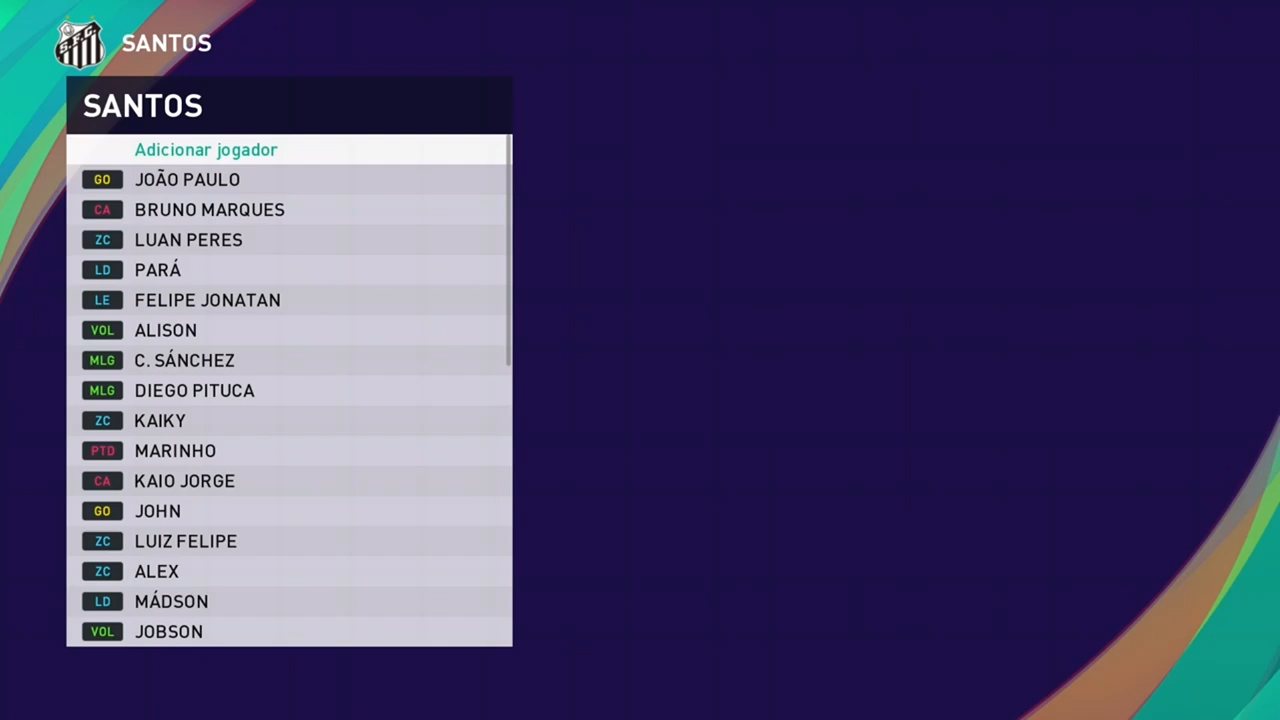 SANTOS
SANTOS
Adicionar jogador
GO JOÃO PAULO
CA BRUNO MARQUES
ZC LUAN PERES
LD PARÁ
LE FELIPE JONATAN
VOL ALISON
MLG C. SÁNCHEZ
MLG DIEGO PITUCA
ZC KAIKY
PTD MARINHO
CA KAIO JORGE
GO JOHN
ZC LUIZ FELIPE
ZC ALEX
LD MÁDSON
VOL JOBSON